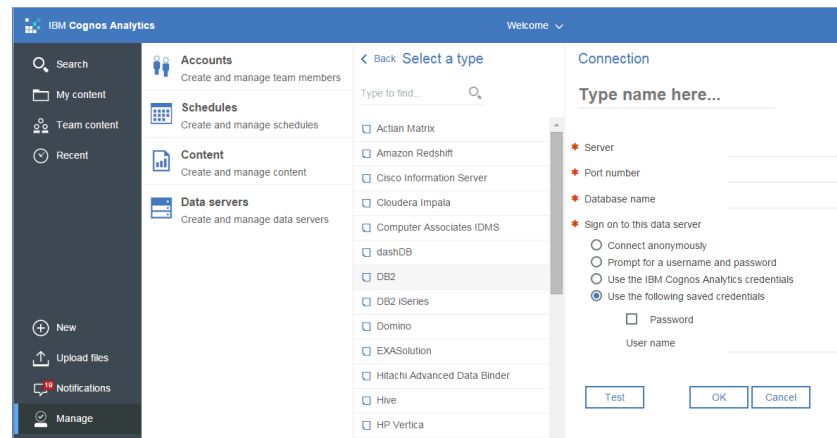 IBM Cognos Analytics
Welcome
Search
My content
Team content
Recent
New
Upload files
19
Notifications
Manage
Accounts
Create and manage team members
Schedules
Create and manage schedules
Content
Create and manage content
Data servers
Create and manage data servers
Back Select a type
Type to find...
Actian Matrix
Amazon Redshift
Cisco Information Server
Cloudera Impala
Computer Associates IDMS
dashDB
DB2
DB2 iSeries
Domino
EXASolution
Hitachi Advanced Data Binder
Hive
HP Vertica
Connection
Type name here...
* Server
* Port number
* Database name
* Sign on to this data server
Connect anonymously
Prompt for a username and password
Use the IBM Cognos Analytics credentials
Use the following saved credentials
Password
User name
Test OK Cancel